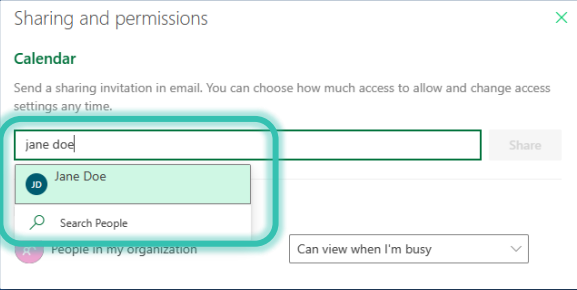 Sharing and permissions
Calendar
Send a sharing invitation in email. You can choose how much access to allow and change access
settings any time.
jane doe
Share
JD
Jane Doe
Search People
People in my organization
Can view when I'm busy